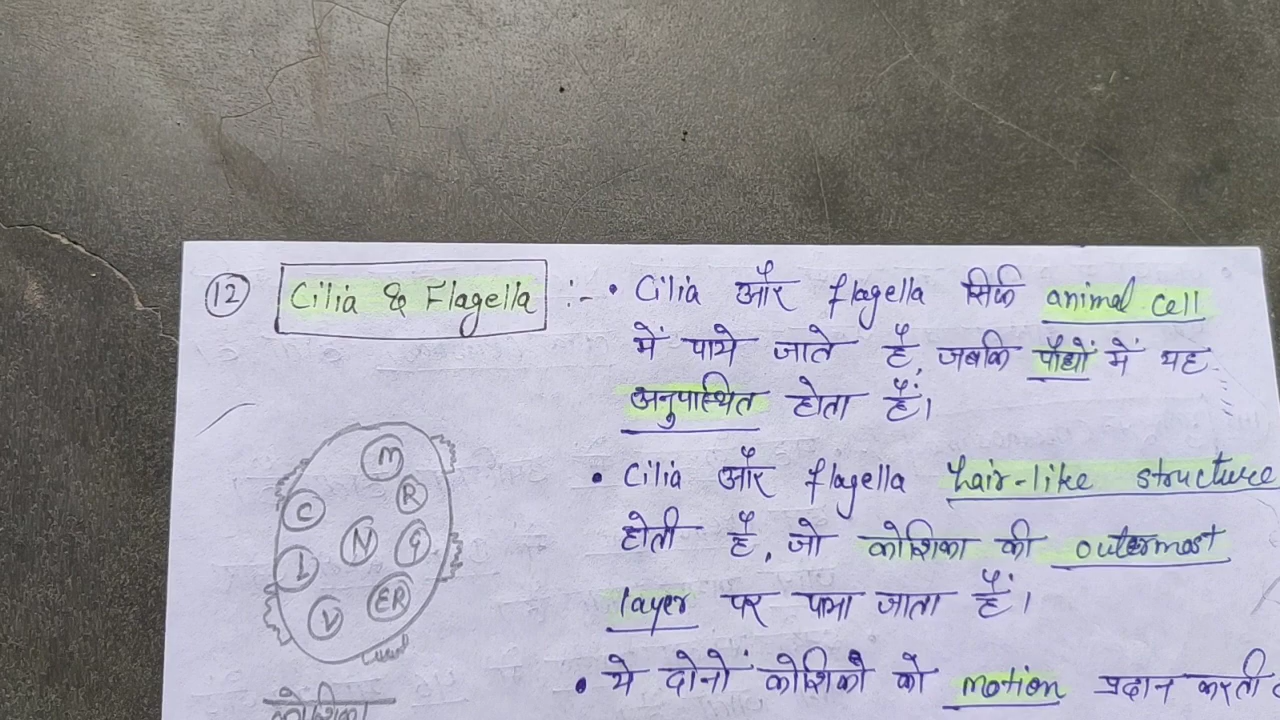 12 Cilia & Flagella :- • Cilia और flagella सिर्फ animal cell
में पाये जाते है, जबकि पौधों में यह
अनुपास्थित होता हैं।
• Cilia और flagella hair-like structure
होती है, जो कोशिका की outermost
layer पर पाया जाता हैं।
• ये दोनों कोशिको को motion प्रदान करती
M
R
C
N
G
L
ER
V
कोशिका